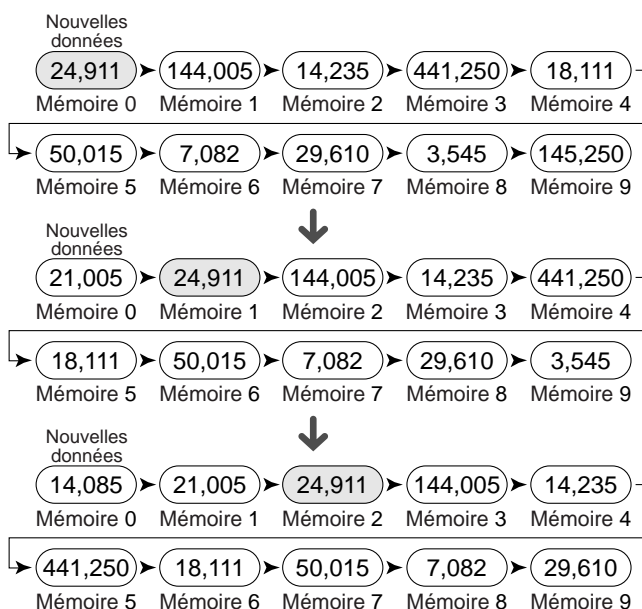 Nouvelles
données
24,911 144,005 14,235 441,250 18,111
Mémoire 0 Mémoire 1 Mémoire 2 Mémoire 3 Mémoire 4
50,015 7,082 29,610 3,545 145,250
Mémoire 5 Mémoire 6 Mémoire 7 Mémoire 8 Mémoire 9
Nouvelles
données
21,005 24,911 144,005 14,235 441,250
Mémoire 0 Mémoire 1 Mémoire 2 Mémoire 3 Mémoire 4
18,111 50,015 7,082 29,610 3,545
Mémoire 5 Mémoire 6 Mémoire 7 Mémoire 8 Mémoire 9
Nouvelles
données
14,085 21,005 24,911 144,005 14,235
Mémoire 0 Mémoire 1 Mémoire 2 Mémoire 3 Mémoire 4
441,250 18,111 50,015 7,082 29,610
Mémoire 5 Mémoire 6 Mémoire 7 Mémoire 8 Mémoire 9